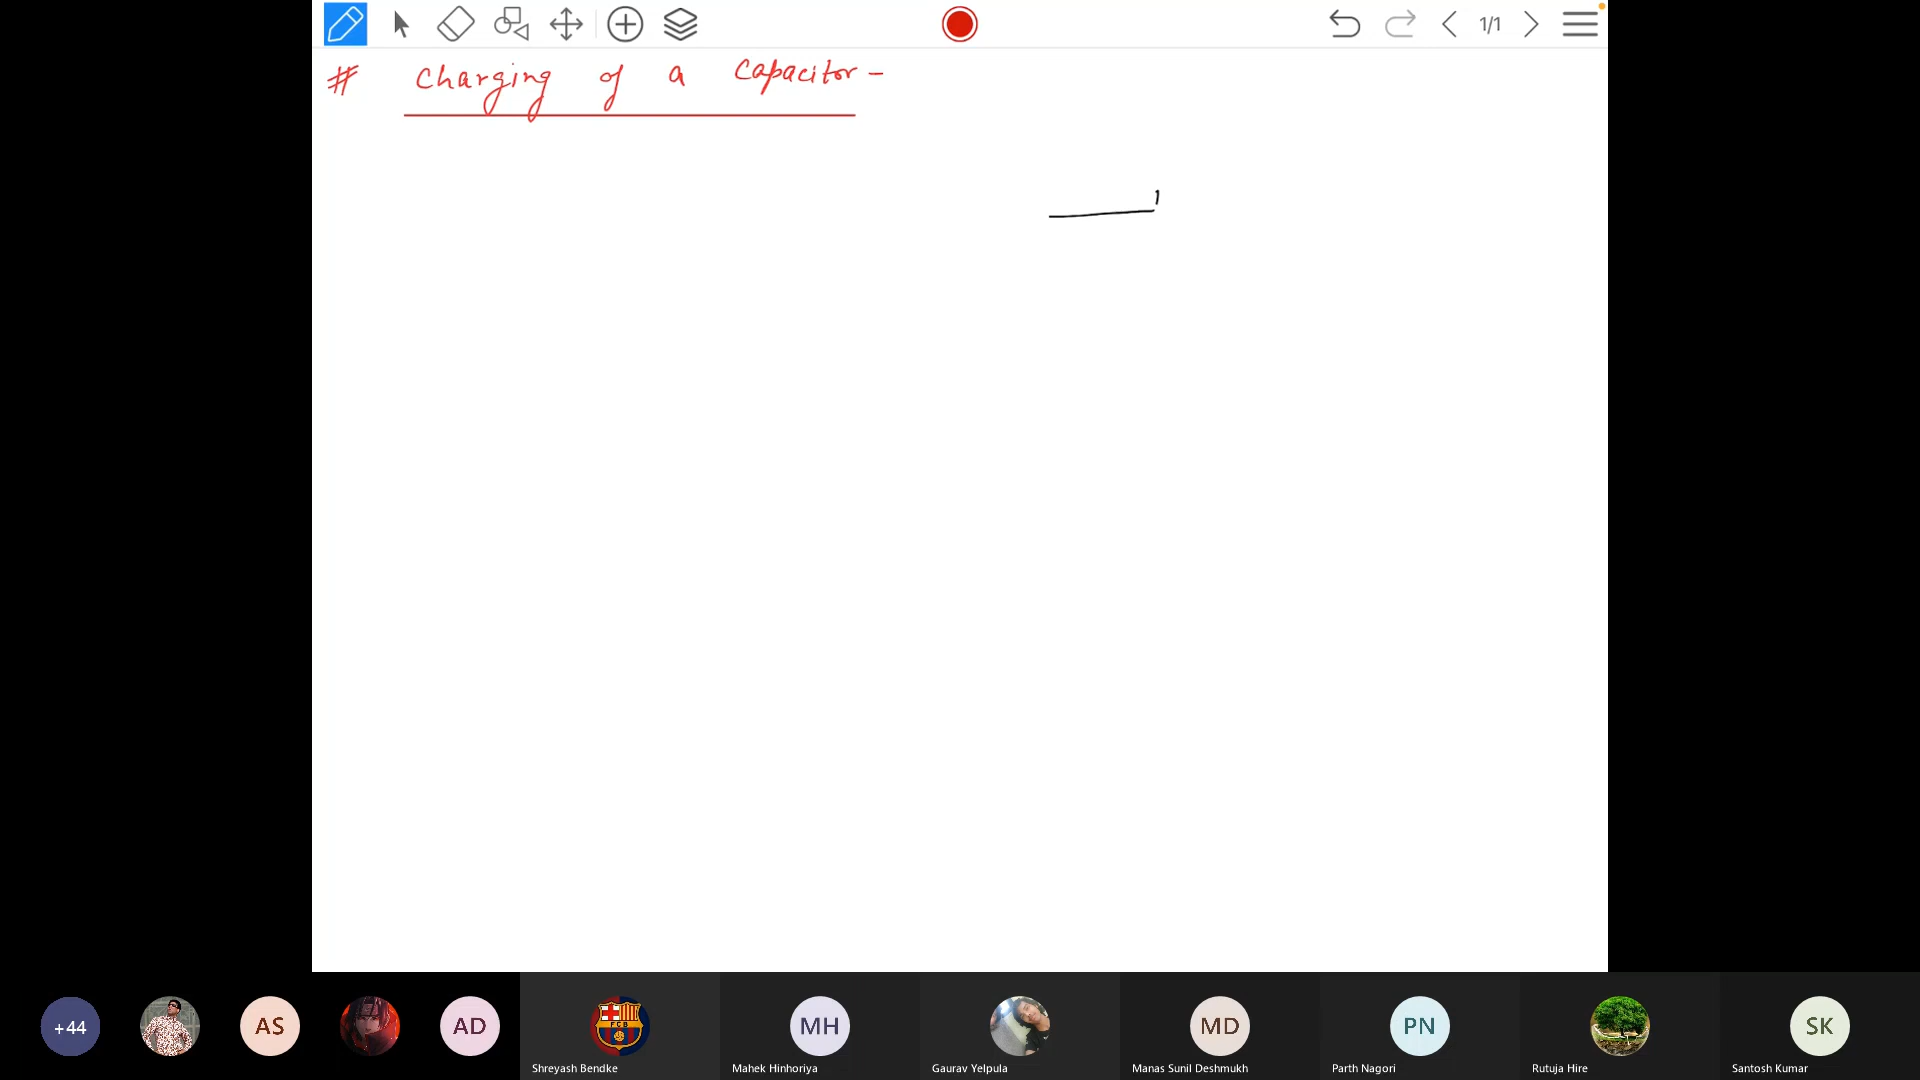 1/1
# Charging of a Capacitor -
+44
AS
AD
FCB
MH
MD
PN
SK
Shreyash Bendke
Mahek Hinhoriya
Gaurav Yelpula
Manas Sunil Deshmukh
Parth Nagori
Rutuja Hire
Santosh Kumar